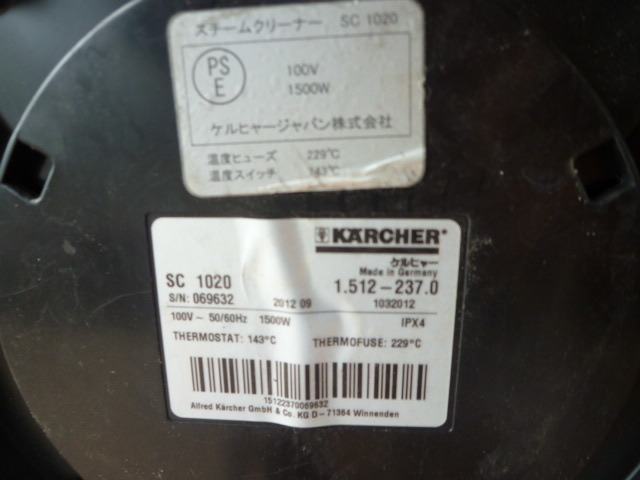 スチームクリーナー SC 1020
PS
E
100V
1500W
ケルヒャージャパン株式会社
温度ヒューズ 229℃
温度スイッチ 143℃
KÄRCHER
ケルヒャー
Made in Germany
SC 1020 1.512-237.0
S/N: 069632 2012 09 1032012
100V ~ 50/60Hz 1500W IPX4
THERMOSTAT: 143°C THERMOFUSE: 229°C
15122370069632
Alfred Kärcher GmbH & Co. KG D - 71364 Winnenden